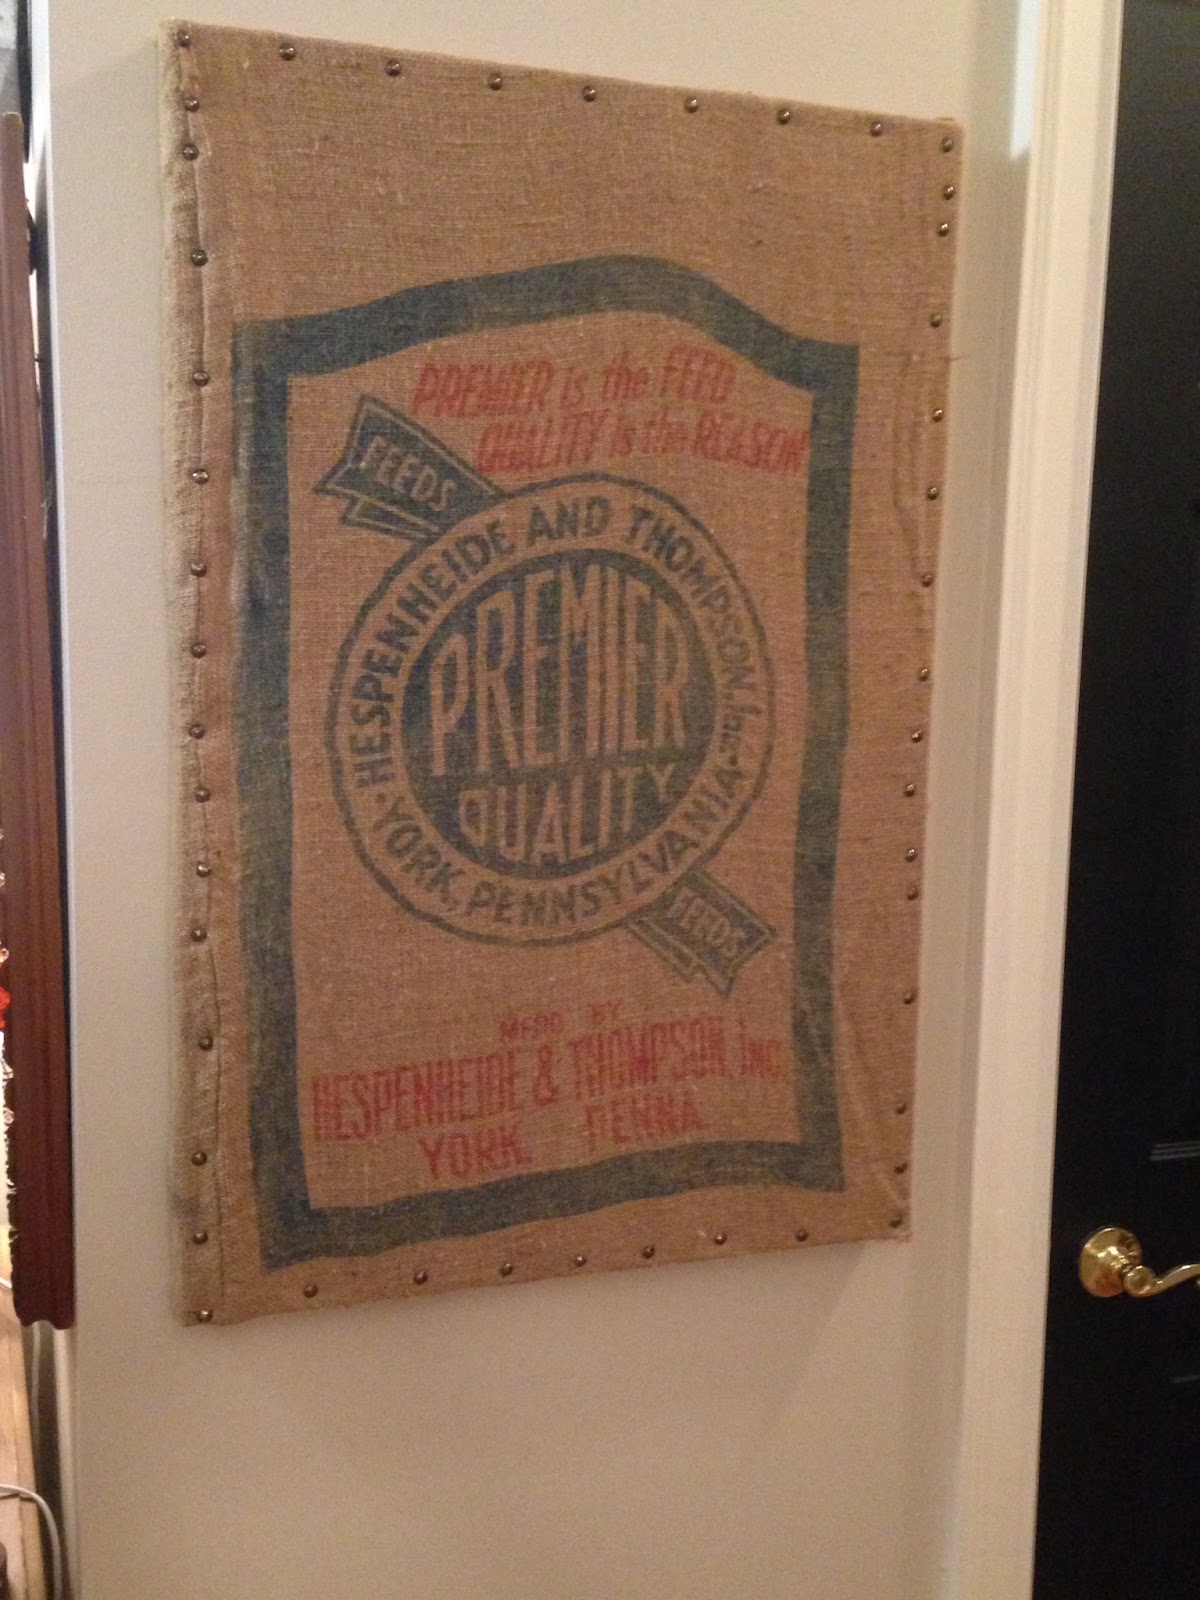 PREMIER is the FEED
QUALITY is the REASON
FEEDS
HESPENHEIDE AND THOMPSON, Inc.
PREMIER
QUALITY
· YORK, PENNSYLVANIA ·
FEEDS
MFDD BY
HESPENHEIDE & THOMPSON, INC.
YORK, PENNA.